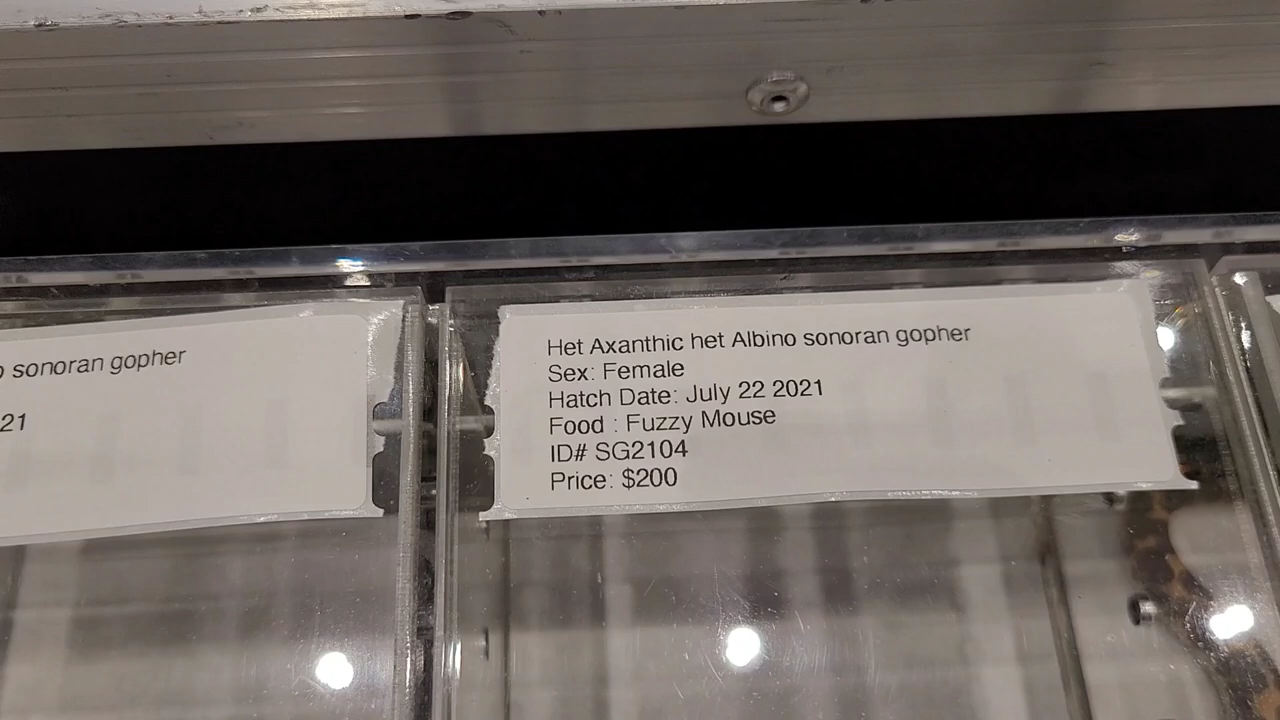 sonoran gopher
21
Het Axanthic het Albino sonoran gopher
Sex: Female
Hatch Date: July 22 2021
Food : Fuzzy Mouse
ID# SG2104
Price: $200